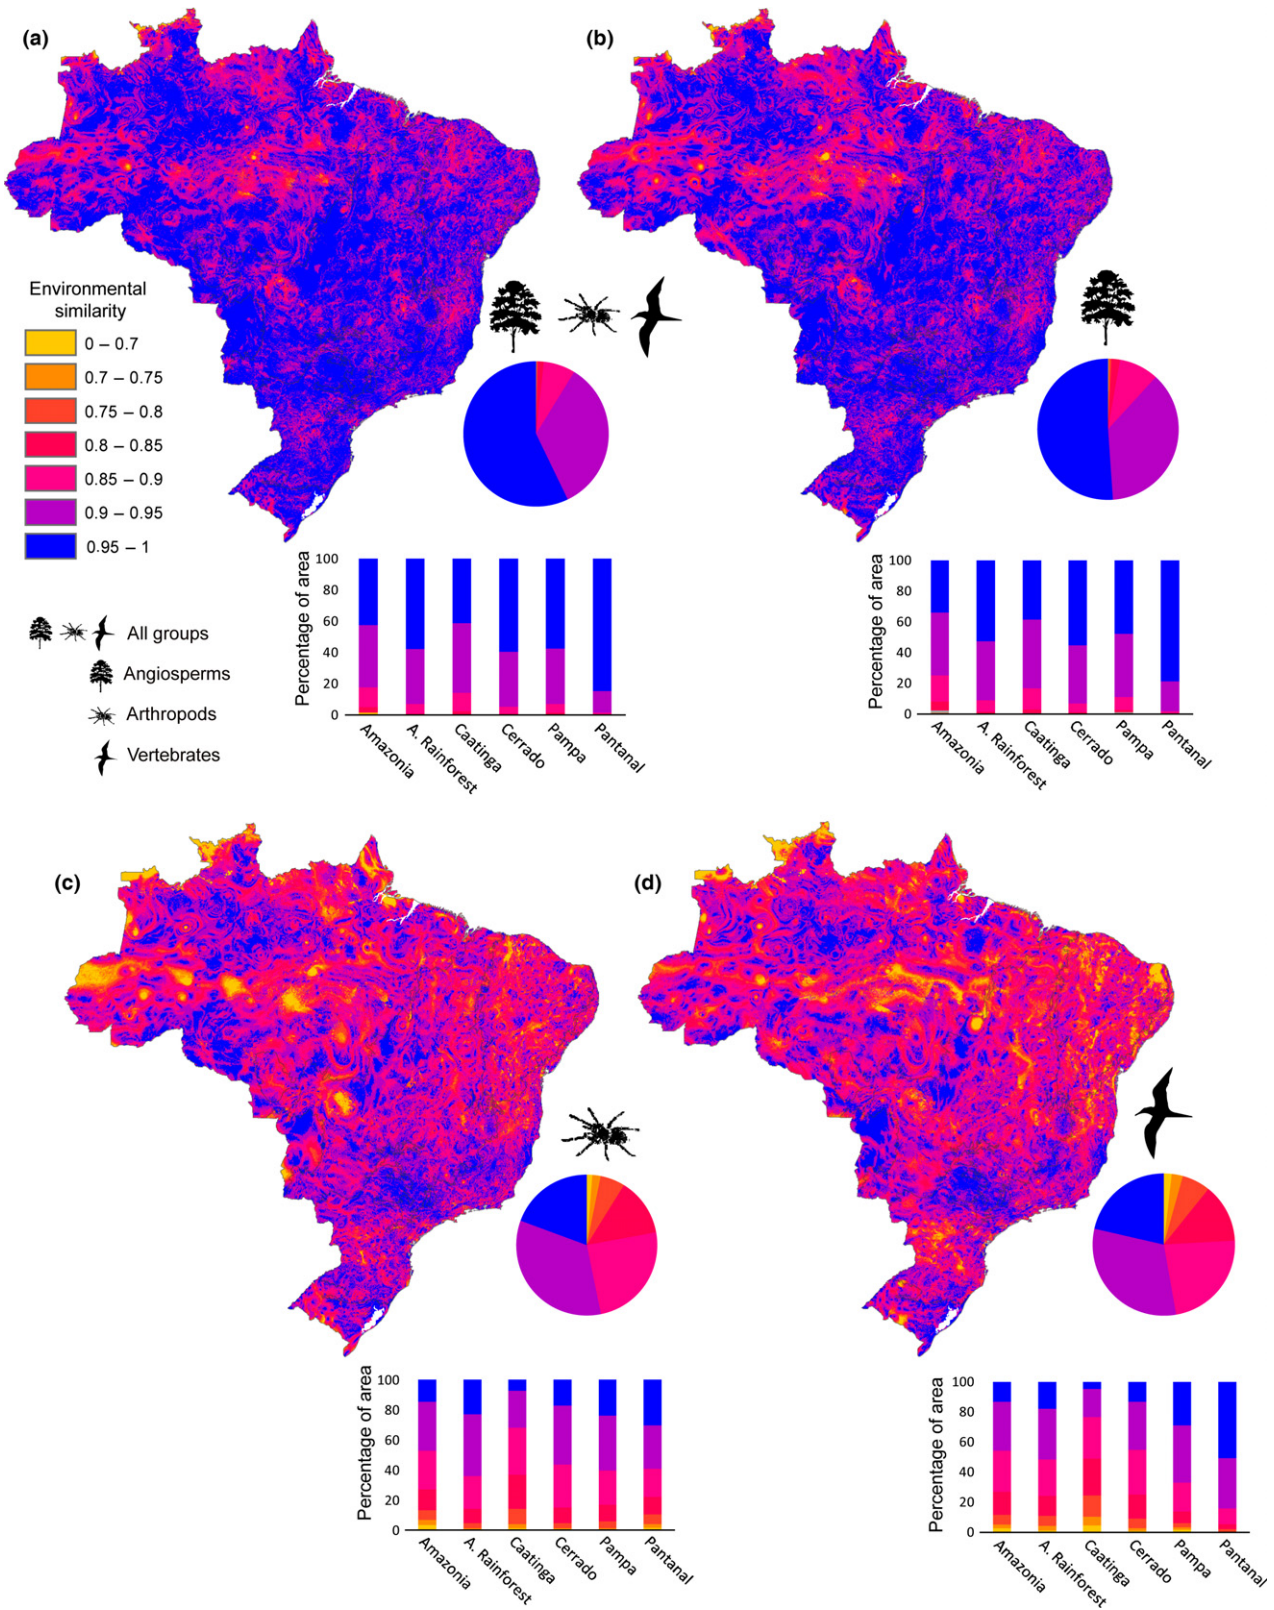 (a)
(b)
Environmental
similarity
0 – 0.7
0.7 – 0.75
0.75 – 0.8
0.8 – 0.85
0.85 – 0.9
0.9 – 0.95
0.95 – 1
All groups
Angiosperms
Arthropods
Vertebrates
Percentage of area
100
80
60
40
20
0
Amazonia
A. Rainforest
Caatinga
Cerrado
Pampa
Pantanal
Percentage of area
100
80
60
40
20
0
Amazonia
A. Rainforest
Caatinga
Cerrado
Pampa
Pantanal
(c)
(d)
Percentage of area
100
80
60
40
20
0
Amazonia
A. Rainforest
Caatinga
Cerrado
Pampa
Pantanal
Percentage of area
100
80
60
40
20
0
Amazonia
A. Rainforest
Caatinga
Cerrado
Pampa
Pantanal